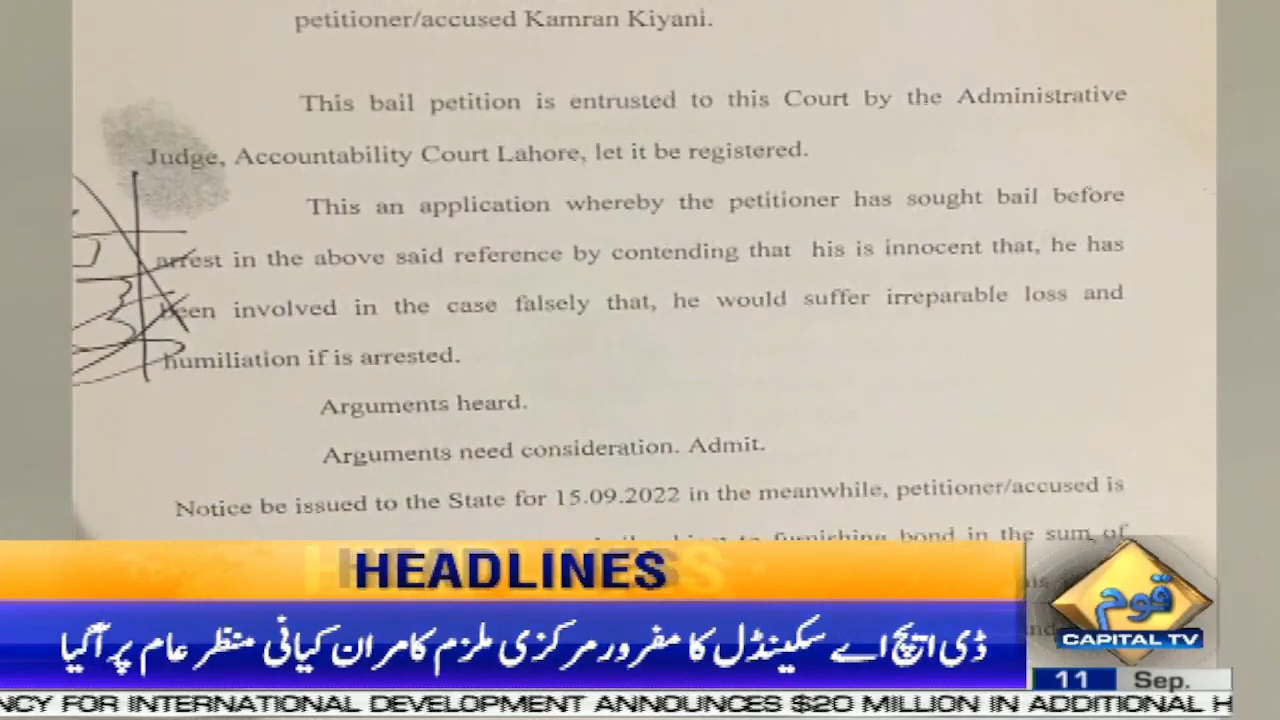 petitioner/accused Kamran Kiyani.
This bail petition is entrusted to this Court by the Administrative
Judge, Accountability Court Lahore, let it be registered.
This an application whereby the petitioner has sought bail before
arrest in the above said reference by contending that his is innocent that, he has
been involved in the case falsely that, he would suffer irreparable loss and
humiliation if is arrested.
Arguments heard.
Arguments need consideration. Admit.
Notice be issued to the State for 15.09.2022 in the meanwhile, petitioner/accused is
furnishing bond in the sum of
HEADLINES
ڈی ایچ اے سکینڈل کا مفرور مرکزی ملزم کامران کیانی منظر عام پر آگیا
قوم
CAPITAL TV
11 Sep.
NCY FOR INTERNATIONAL DEVELOPMENT ANNOUNCES $20 MILLION IN ADDITIONAL H